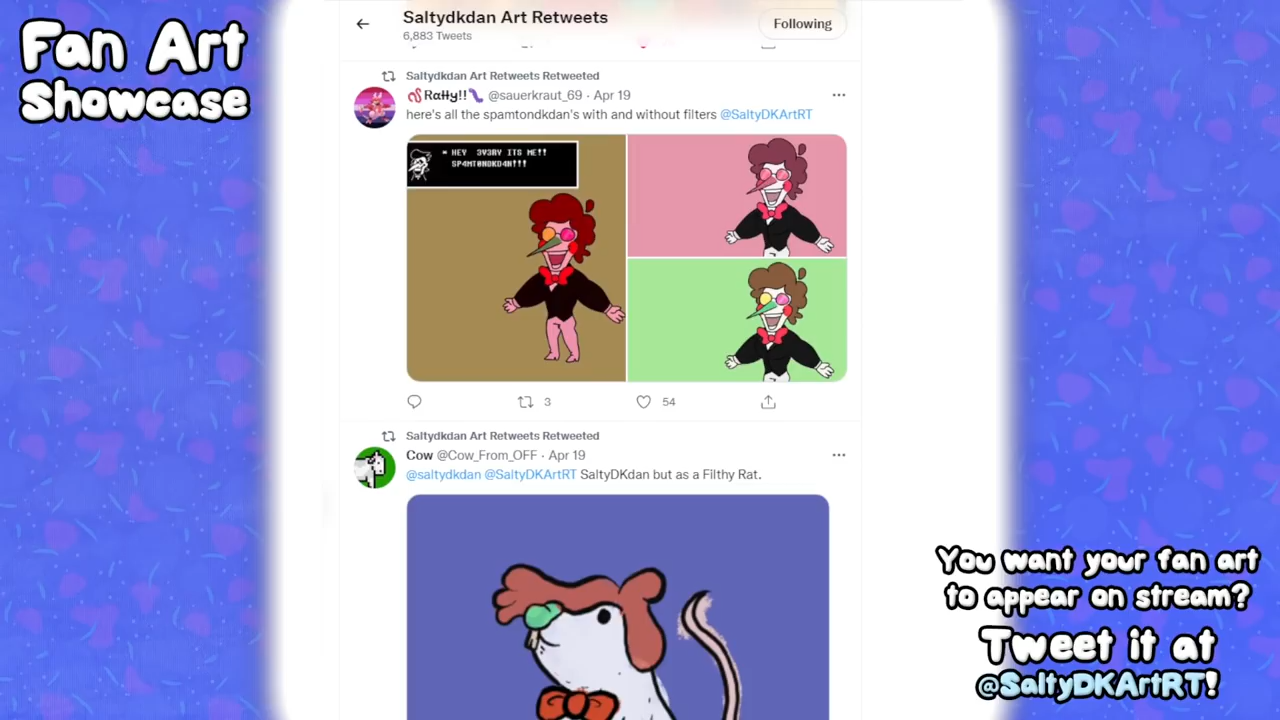 Fan Art
Showcase
Saltydkdan Art Retweets
6,883 Tweets
Following
Saltydkdan Art Retweets Retweeted
Rαʜʜy!! @sauerkraut_69 · Apr 19
here's all the spamtondkdan's with and without filters @SaltyDKArtRT
* HEY 3V3RY ITS ME!!
SP4MT0NDKD4N!!!
3
54
Saltydkdan Art Retweets Retweeted
Cow @Cow_From_OFF · Apr 19
@saltydkdan @SaltyDKArtRT SaltyDKdan but as a Filthy Rat.
You want your fan art
to appear on stream?
Tweet it at
@SaltyDKArtRT!